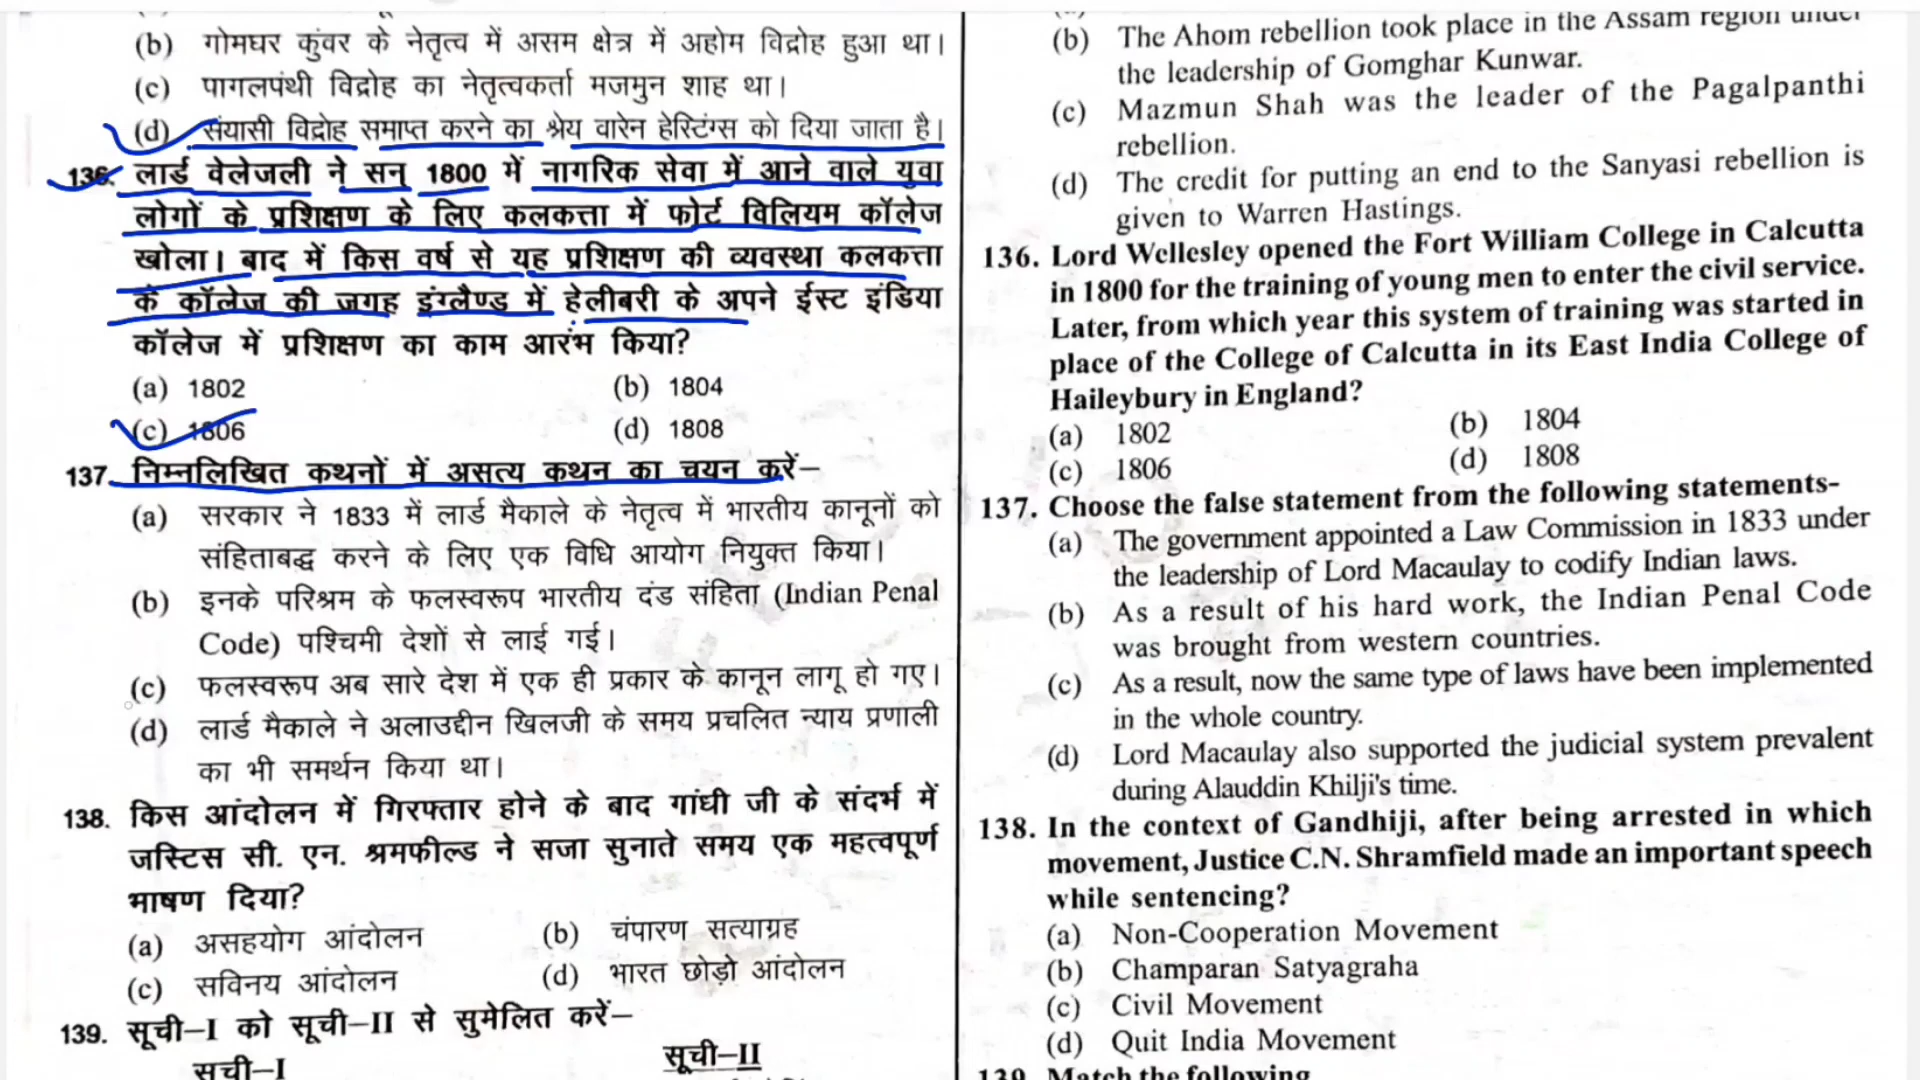 (b) गोमघर कुंवर के नेतृत्व में असम क्षेत्र में अहोम विद्रोह हुआ था।
(c) पागलपंथी विद्रोह का नेतृत्वकर्ता मजमुन शाह था।
(d) संयासी विद्रोह समाप्त करने का श्रेय वारेन हेस्टिंग्स को दिया जाता है।
136. लार्ड वेलेजली ने सन् 1800 में नागरिक सेवा में आने वाले युवा
लोगों के प्रशिक्षण के लिए कलकत्ता में फोर्ट विलियम कॉलेज
खोला। बाद में किस वर्ष से यह प्रशिक्षण की व्यवस्था कलकत्ता
के कॉलेज की जगह इंग्लैण्ड में हेलीबरी के अपने ईस्ट इंडिया
कॉलेज में प्रशिक्षण का काम आरंभ किया?
(a) 1802 (b) 1804
(c) 1806 (d) 1808
137. निम्नलिखित कथनों में असत्य कथन का चयन करें–
(a) सरकार ने 1833 में लार्ड मैकाले के नेतृत्व में भारतीय कानूनों को
संहिताबद्ध करने के लिए एक विधि आयोग नियुक्त किया।
(b) इनके परिश्रम के फलस्वरूप भारतीय दंड संहिता (Indian Penal
Code) पश्चिमी देशों से लाई गई।
(c) फलस्वरूप अब सारे देश में एक ही प्रकार के कानून लागू हो गए।
(d) लार्ड मैकाले ने अलाउद्दीन खिलजी के समय प्रचलित न्याय प्रणाली
का भी समर्थन किया था।
138. किस आंदोलन में गिरफ्तार होने के बाद गांधी जी के संदर्भ में
जस्टिस सी. एन. श्रमफील्ड ने सजा सुनाते समय एक महत्वपूर्ण
भाषण दिया?
(a) असहयोग आंदोलन (b) चंपारण सत्याग्रह
(c) सविनय आंदोलन (d) भारत छोड़ो आंदोलन
139. सूची–I को सूची–II से सुमेलित करें–
सूची–I सूची–II
(b) The Ahom rebellion took place in the Assam region under
the leadership of Gomghar Kunwar.
(c) Mazmun Shah was the leader of the Pagalpanthi
rebellion.
(d) The credit for putting an end to the Sanyasi rebellion is
given to Warren Hastings.
136. Lord Wellesley opened the Fort William College in Calcutta
in 1800 for the training of young men to enter the civil service.
Later, from which year this system of training was started in
place of the College of Calcutta in its East India College of
Haileybury in England?
(a) 1802 (b) 1804
(c) 1806 (d) 1808
137. Choose the false statement from the following statements-
(a) The government appointed a Law Commission in 1833 under
the leadership of Lord Macaulay to codify Indian laws.
(b) As a result of his hard work, the Indian Penal Code
was brought from western countries.
(c) As a result, now the same type of laws have been implemented
in the whole country.
(d) Lord Macaulay also supported the judicial system prevalent
during Alauddin Khilji's time.
138. In the context of Gandhiji, after being arrested in which
movement, Justice C.N. Shramfield made an important speech
while sentencing?
(a) Non-Cooperation Movement
(b) Champaran Satyagraha
(c) Civil Movement
(d) Quit India Movement
139. Match the following